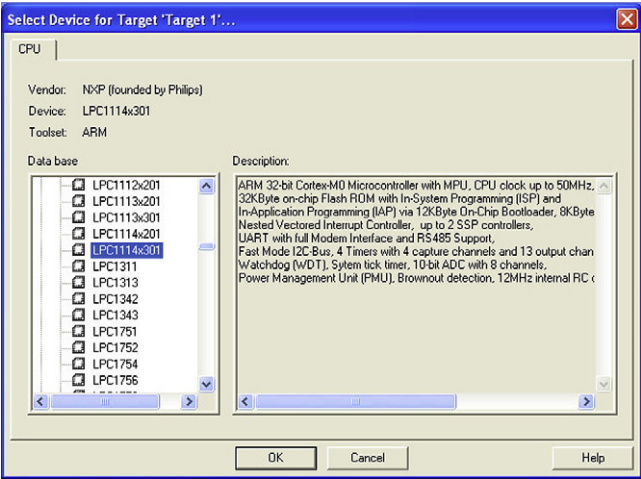 Select Device for Target 'Target 1'...
CPU
Vendor: NXP (founded by Philips)
Device: LPC1114x301
Toolset: ARM
Data base
Description:
LPC1112x201
LPC1113x201
LPC1113x301
LPC1114x201
LPC1114x301
LPC1311
LPC1313
LPC1342
LPC1343
LPC1751
LPC1752
LPC1754
LPC1756
ARM 32-bit Cortex-M0 Microcontroller with MPU, CPU clock up to 50MHz,
32KByte on-chip Flash ROM with In-System Programming (ISP) and
In-Application Programming (IAP) via 12KByte On-Chip Bootloader, 8KByte
Nested Vectored Interrupt Controller, up to 2 SSP controllers,
UART with full Modem Interface and RS485 Support,
Fast Mode I2C-Bus, 4 Timers with 4 capture channels and 13 output chan
Watchdog (WDT), Sytem tick timer, 10-bit ADC with 8 channels,
Power Management Unit (PMU), Brownout detection, 12MHz internal RC
OK
Cancel
Help